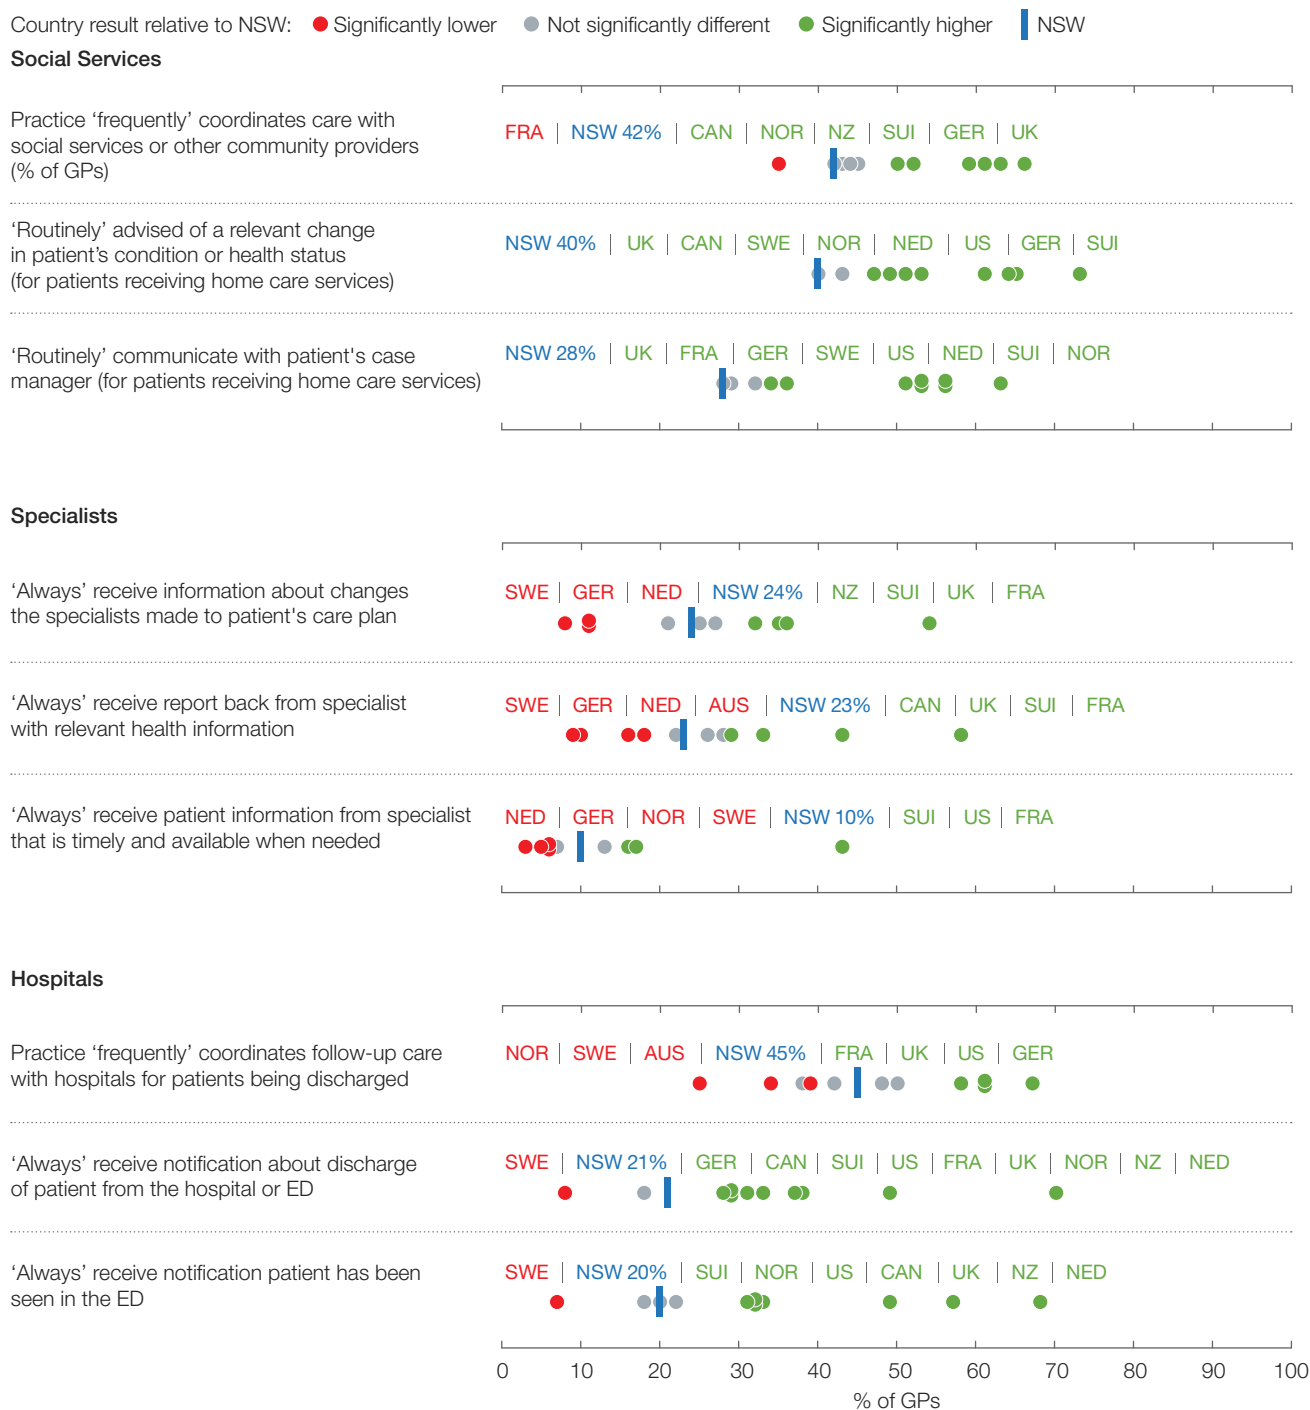 Country result relative to NSW: Significantly lower Not significantly different Significantly higher NSW
Social Services
Practice ‘frequently’ coordinates care with
social services or other community providers
(% of GPs)
FRA | NSW 42% | CAN | NOR | NZ | SUI | GER | UK
‘Routinely’ advised of a relevant change
in patient’s condition or health status
(for patients receiving home care services)
NSW 40% | UK | CAN | SWE | NOR | NED | US | GER | SUI
‘Routinely’ communicate with patient's case
manager (for patients receiving home care services)
NSW 28% | UK | FRA | GER | SWE | US | NED | SUI | NOR
Specialists
‘Always’ receive information about changes
the specialists made to patient's care plan
SWE | GER | NED | NSW 24% | NZ | SUI | UK | FRA
‘Always’ receive report back from specialist
with relevant health information
SWE | GER | NED | AUS | NSW 23% | CAN | UK | SUI | FRA
‘Always’ receive patient information from specialist
that is timely and available when needed
NED | GER | NOR | SWE | NSW 10% | SUI | US | FRA
Hospitals
Practice ‘frequently’ coordinates follow-up care
with hospitals for patients being discharged
NOR | SWE | AUS | NSW 45% | FRA | UK | US | GER
‘Always’ receive notification about discharge
of patient from the hospital or ED
SWE | NSW 21% | GER | CAN | SUI | US | FRA | UK | NOR | NZ | NED
‘Always’ receive notification patient has been
seen in the ED
SWE | NSW 20% | SUI | NOR | US | CAN | UK | NZ | NED
0 10 20 30 40 50 60 70 80 90 100
% of GPs